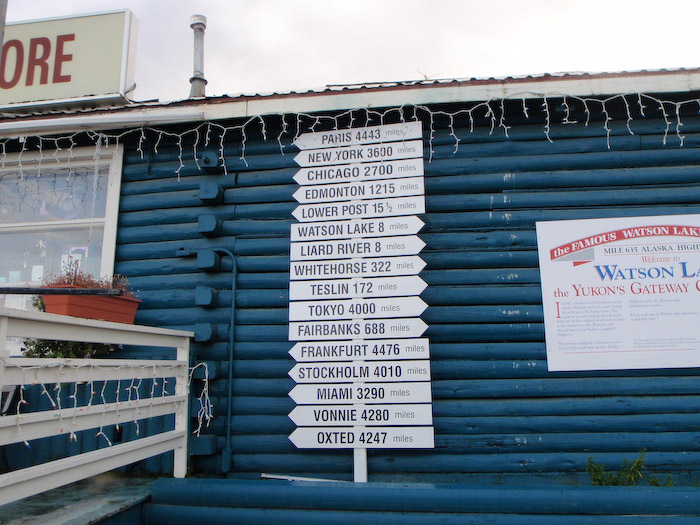 ORE
PARIS 4443 miles
NEW YORK 3600 miles
CHICAGO 2700 miles
EDMONTON 1215 miles
LOWER POST 15 ½ miles
WATSON LAKE 8 miles
LIARD RIVER 8 miles
WHITEHORSE 322 miles
TESLIN 172 miles
TOKYO 4000 miles
FAIRBANKS 688 miles
FRANKFURT 4476 miles
STOCKHOLM 4010 miles
MIAMI 3290 miles
VONNIE 4280 miles
OXTED 4247 miles
the FAMOUS WATSON LAK
MILE 635 ALASKA HIGH
Welcome to
WATSON LA
the YUKON'S GATEWAY